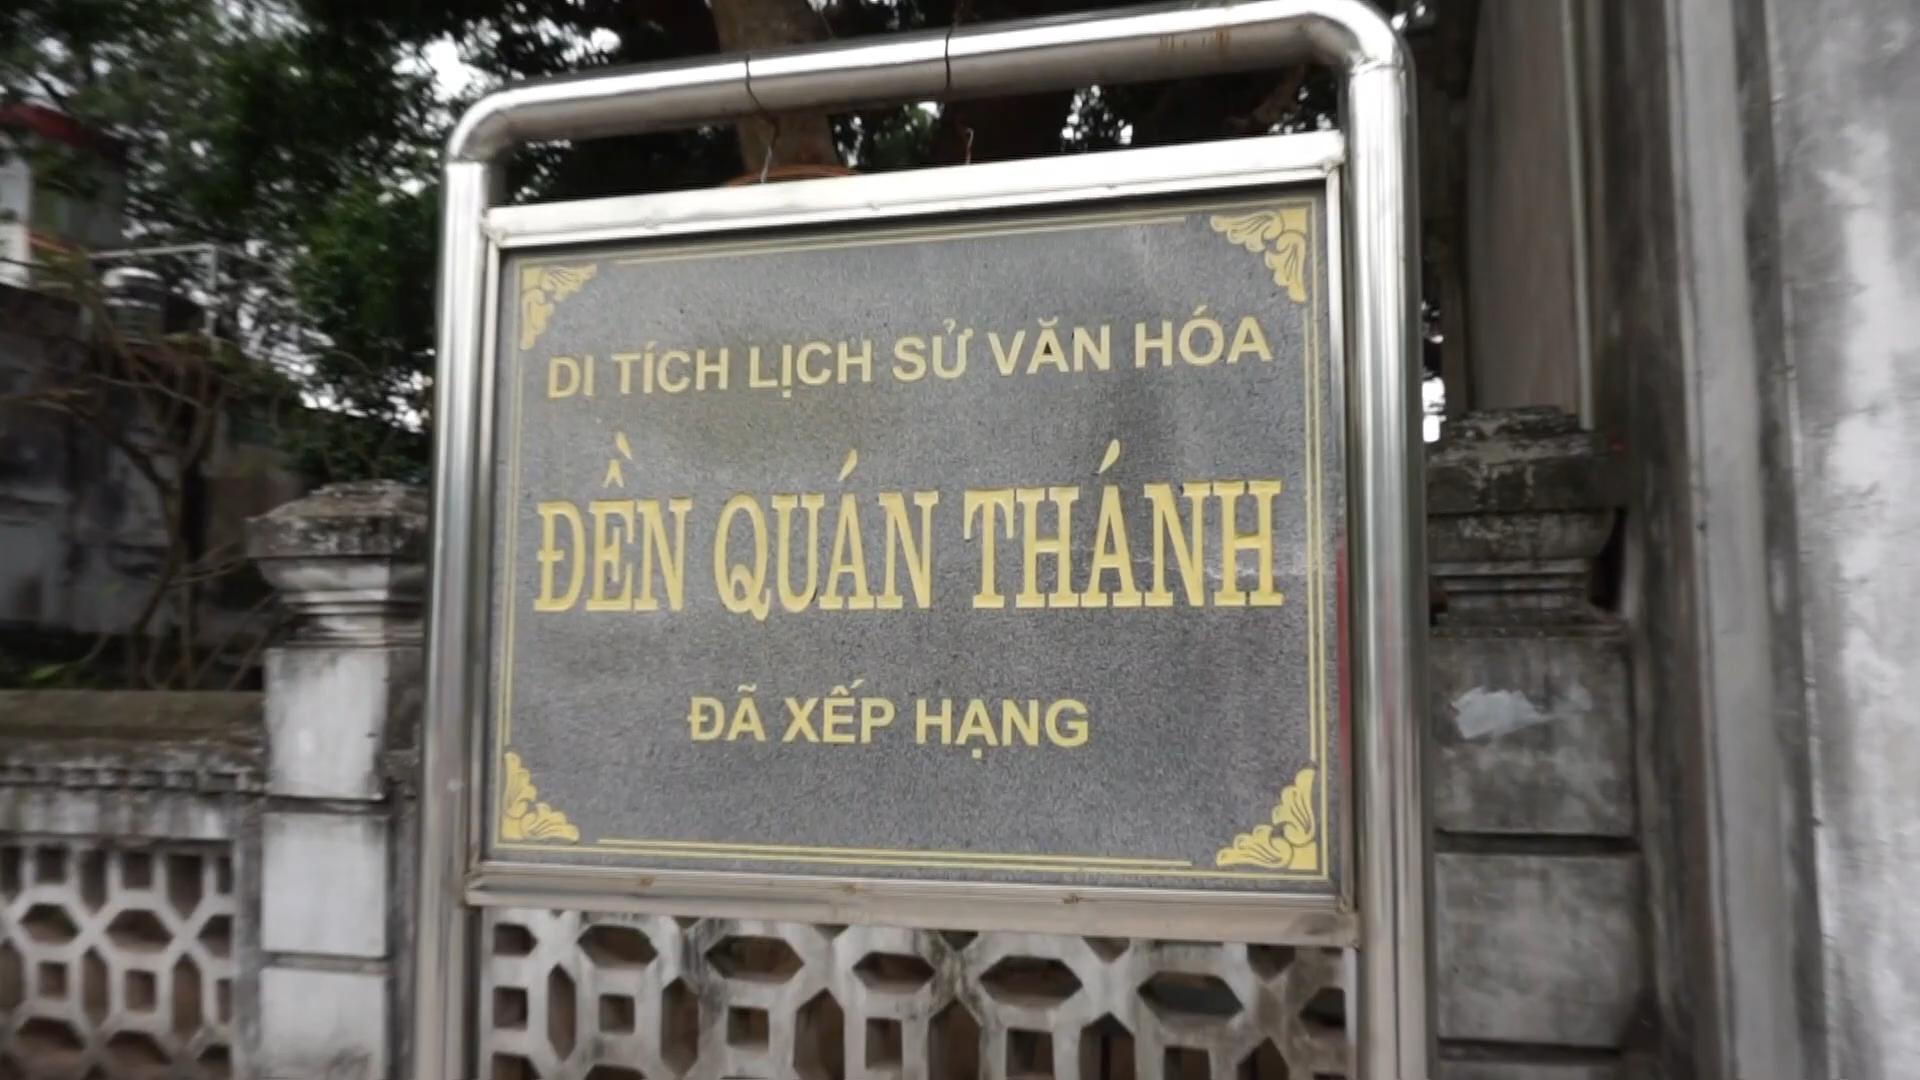 DI TÍCH LỊCH SỬ VĂN HÓA
ĐỀN QUÁN THÁNH
ĐÃ XẾP HẠNG